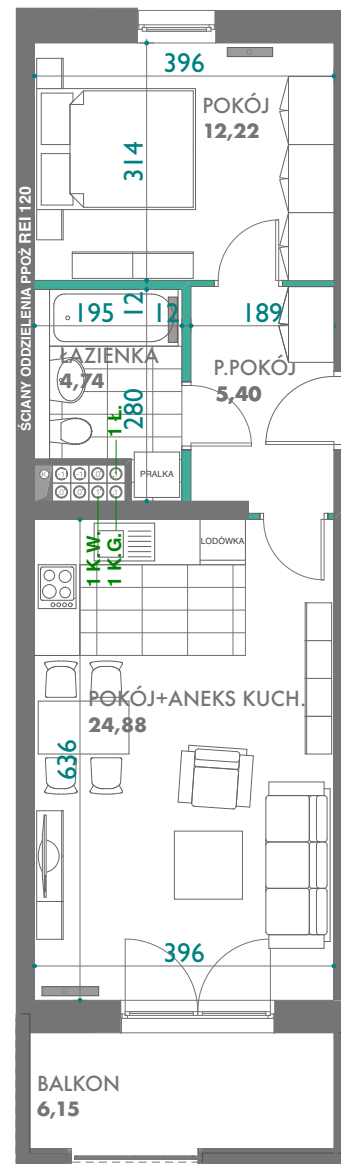 G
396
POKÓJ
12,22
314
ŚCIANY ODDZIELENIA PPOŻ REI 120
12
195
12
189
ŁAZIENKA
4,74
P.POKÓJ
5,40
280
1 Ł.
PRALKA
1 K.W.
1 K.G.
LODÓWKA
POKÓJ+ANEKS KUCH.
24,88
636
396
G
BALKON
6,15